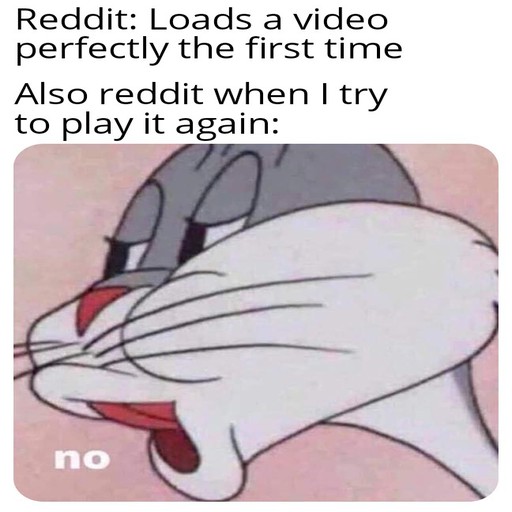 Reddit: Loads a video
perfectly the first time
Also reddit when I try
to play it again:
no